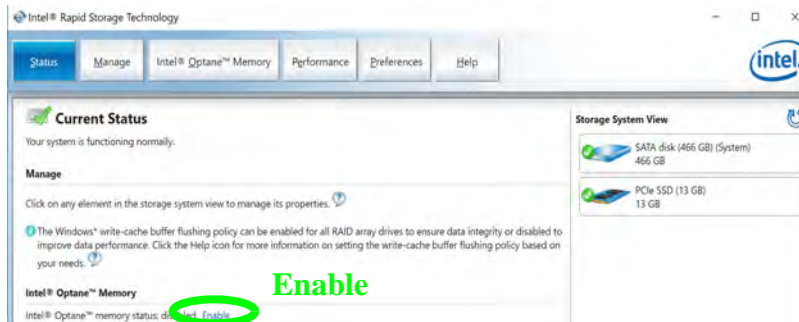 Intel® Rapid Storage Technology
Status Manage Intel® Optane™ Memory Performance Preferences Help
intel.
Current Status
Your system is functioning normally.
Manage
Click on any element in the storage system view to manage its properties.
The Windows* write-cache buffer flushing policy can be enabled for all RAID array drives to ensure data integrity or disabled to
improve data performance. Click the Help icon for more information on setting the write-cache buffer flushing policy based on
your needs.
Enable
Intel® Optane™ Memory
Intel® Optane™ memory status: disabled Enable
Storage System View
SATA disk (466 GB) (System)
466 GB
PCIe SSD (13 GB)
13 GB